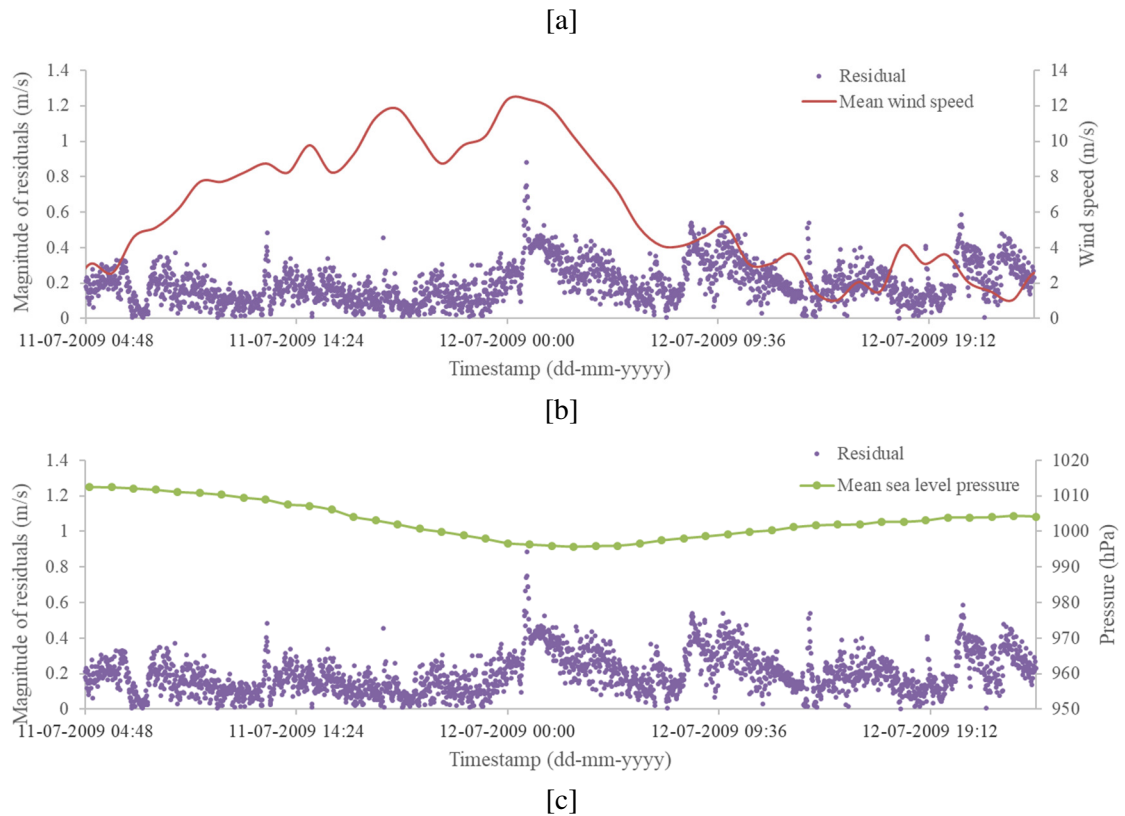 [a]
Magnitude of residuals (m/s)
1.4
1.2
1
0.8
0.6
0.4
0.2
0
Residual
Mean wind speed
14
12
10
8
6
4
2
0
Wind speed (m/s)
11-07-2009 04:48 11-07-2009 14:24 12-07-2009 00:00 12-07-2009 09:36 12-07-2009 19:12
Timestamp (dd-mm-yyyy)
[b]
Magnitude of residuals (m/s)
1.4
1.2
1
0.8
0.6
0.4
0.2
0
Residual
Mean sea level pressure
1020
1010
1000
990
980
970
960
950
Pressure (hPa)
11-07-2009 04:48 11-07-2009 14:24 12-07-2009 00:00 12-07-2009 09:36 12-07-2009 19:12
Timestamp (dd-mm-yyyy)
[c]